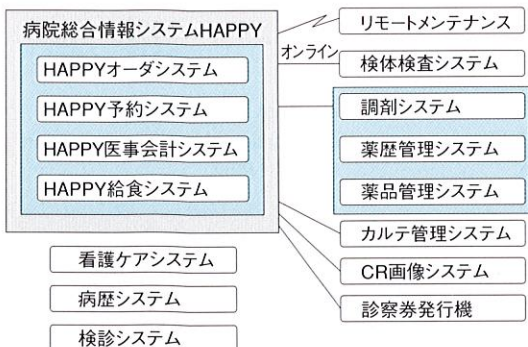 病院総合情報システムHAPPY
HAPPYオーダシステム
HAPPY予約システム
HAPPY医事会計システム
HAPPY給食システム
看護ケアシステム
病歴システム
検診システム
オンライン
リモートメンテナンス
検体検査システム
調剤システム
薬歴管理システム
薬品管理システム
カルテ管理システム
CR画像システム
診察券発行機